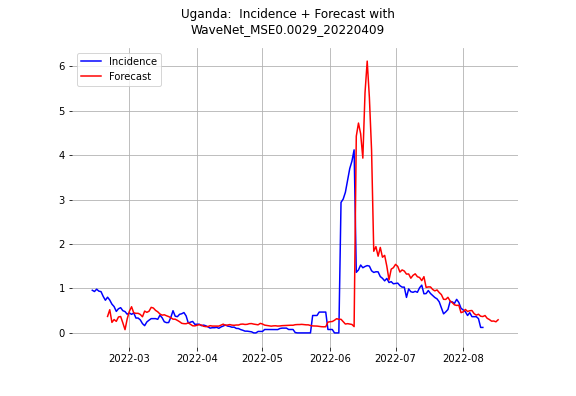 Uganda:  Incidence + Forecast with
WaveNet_MSE0.0029_20220409
Incidence
Forecast
6
5
4
3
2
1
0
2022-03 2022-04 2022-05 2022-06 2022-07 2022-08